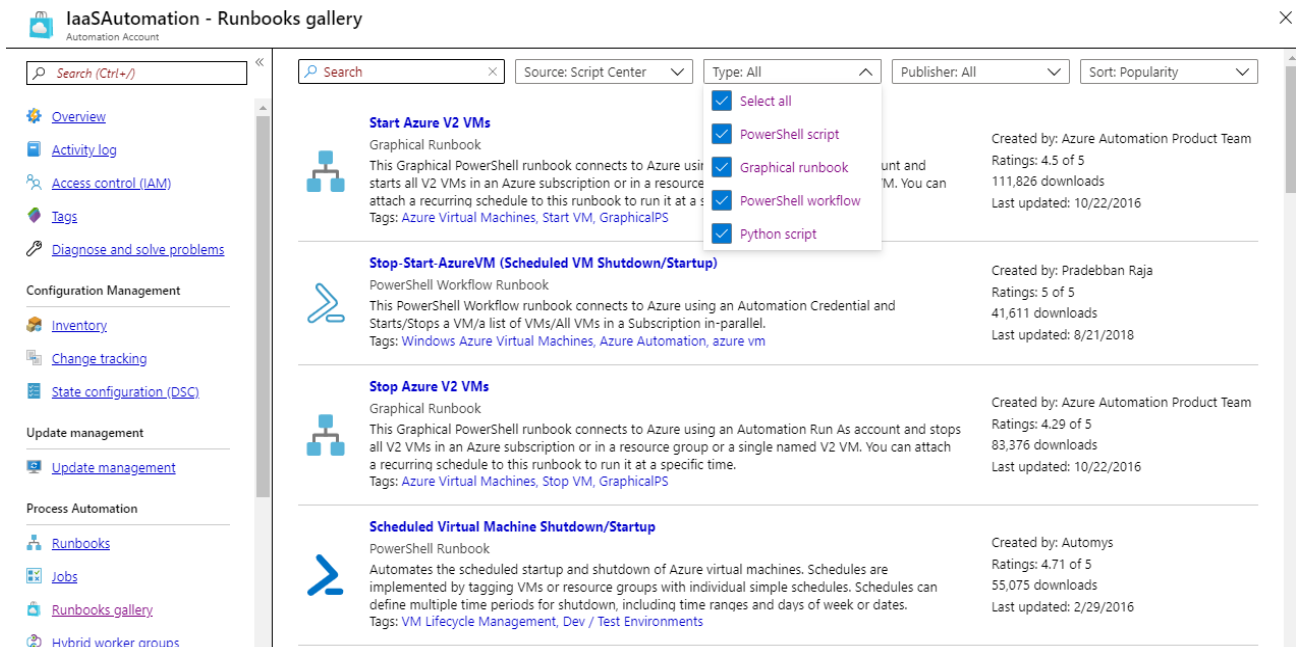 IaaSAutomation - Runbooks gallery
Automation Account
Search (Ctrl+/)
Overview
Activity log
Access control (IAM)
Tags
Diagnose and solve problems
Configuration Management
Inventory
Change tracking
State configuration (DSC)
Update management
Update management
Process Automation
Runbooks
Jobs
Runbooks gallery
Hybrid worker groups
Search
Source: Script Center
Type: All
Publisher: All
Sort: Popularity
Select all
PowerShell script
Graphical runbook
PowerShell workflow
Python script
Start Azure V2 VMs
Graphical Runbook
This Graphical PowerShell runbook connects to Azure unt and
starts all V2 VMs in an Azure subscription or in a resource VM. You can
attach a recurring schedule to this runbook to run it at a
Tags: Azure Virtual Machines, Start VM, GraphicalPS
Created by: Azure Automation Product Team
Ratings: 4.5 of 5
111,826 downloads
Last updated: 10/22/2016
Stop-Start-AzureVM (Scheduled VM Shutdown/Startup)
PowerShell Workflow Runbook
This PowerShell Workflow runbook connects to Azure using an Automation Credential and
Starts/Stops a VM/a list of VMs/All VMs in a Subscription in-parallel.
Tags: Windows Azure Virtual Machines, Azure Automation, azure vm
Created by: Pradebban Raja
Ratings: 5 of 5
41,611 downloads
Last updated: 8/21/2018
Stop Azure V2 VMs
Graphical Runbook
This Graphical PowerShell runbook connects to Azure using an Automation Run As account and stops
all V2 VMs in an Azure subscription or in a resource group or a single named V2 VM. You can attach
a recurring schedule to this runbook to run it at a specific time.
Tags: Azure Virtual Machines, Stop VM, GraphicalPS
Created by: Azure Automation Product Team
Ratings: 4.29 of 5
83,376 downloads
Last updated: 10/22/2016
Scheduled Virtual Machine Shutdown/Startup
PowerShell Runbook
Automates the scheduled startup and shutdown of Azure virtual machines. Schedules are
implemented by tagging VMs or resource groups with individual simple schedules. Schedules can
define multiple time periods for shutdown, including time ranges and days of week or dates.
Tags: VM Lifecycle Management, Dev / Test Environments
Created by: Automys
Ratings: 4.71 of 5
55,075 downloads
Last updated: 2/29/2016